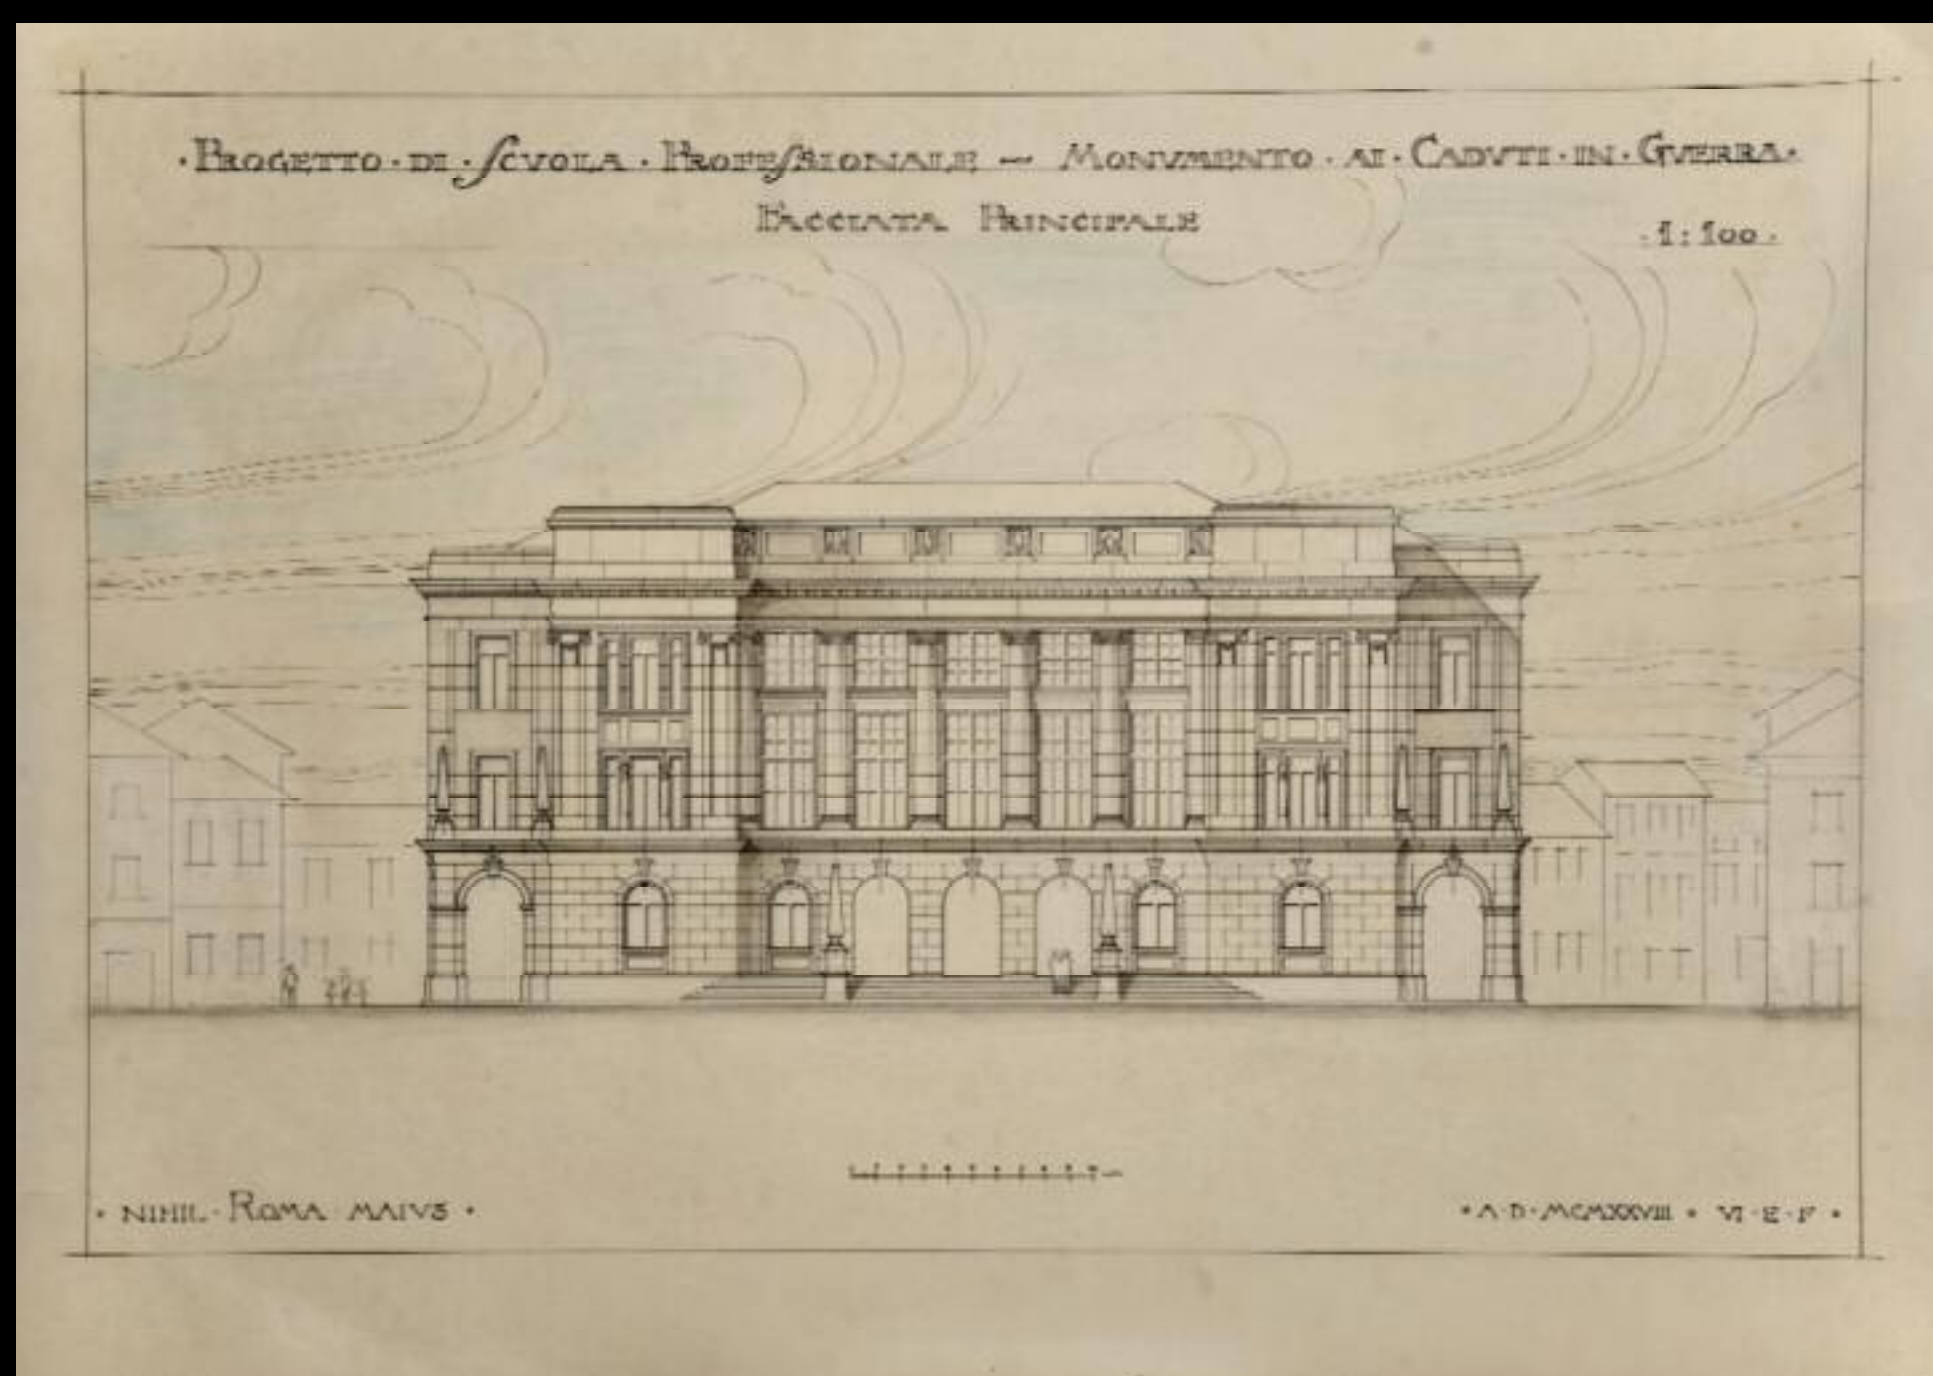 · PROGETTO · DI · SCVOLA · PROFESSIONALE — MONVMENTO · AI · CADVTI · IN · GVERRA ·
FACCIATA PRINCIPALE
· 1 : 100 ·
· NIHIL · ROMA MAIVS ·
· A · D · MCMXXVIII · VI · E · F ·